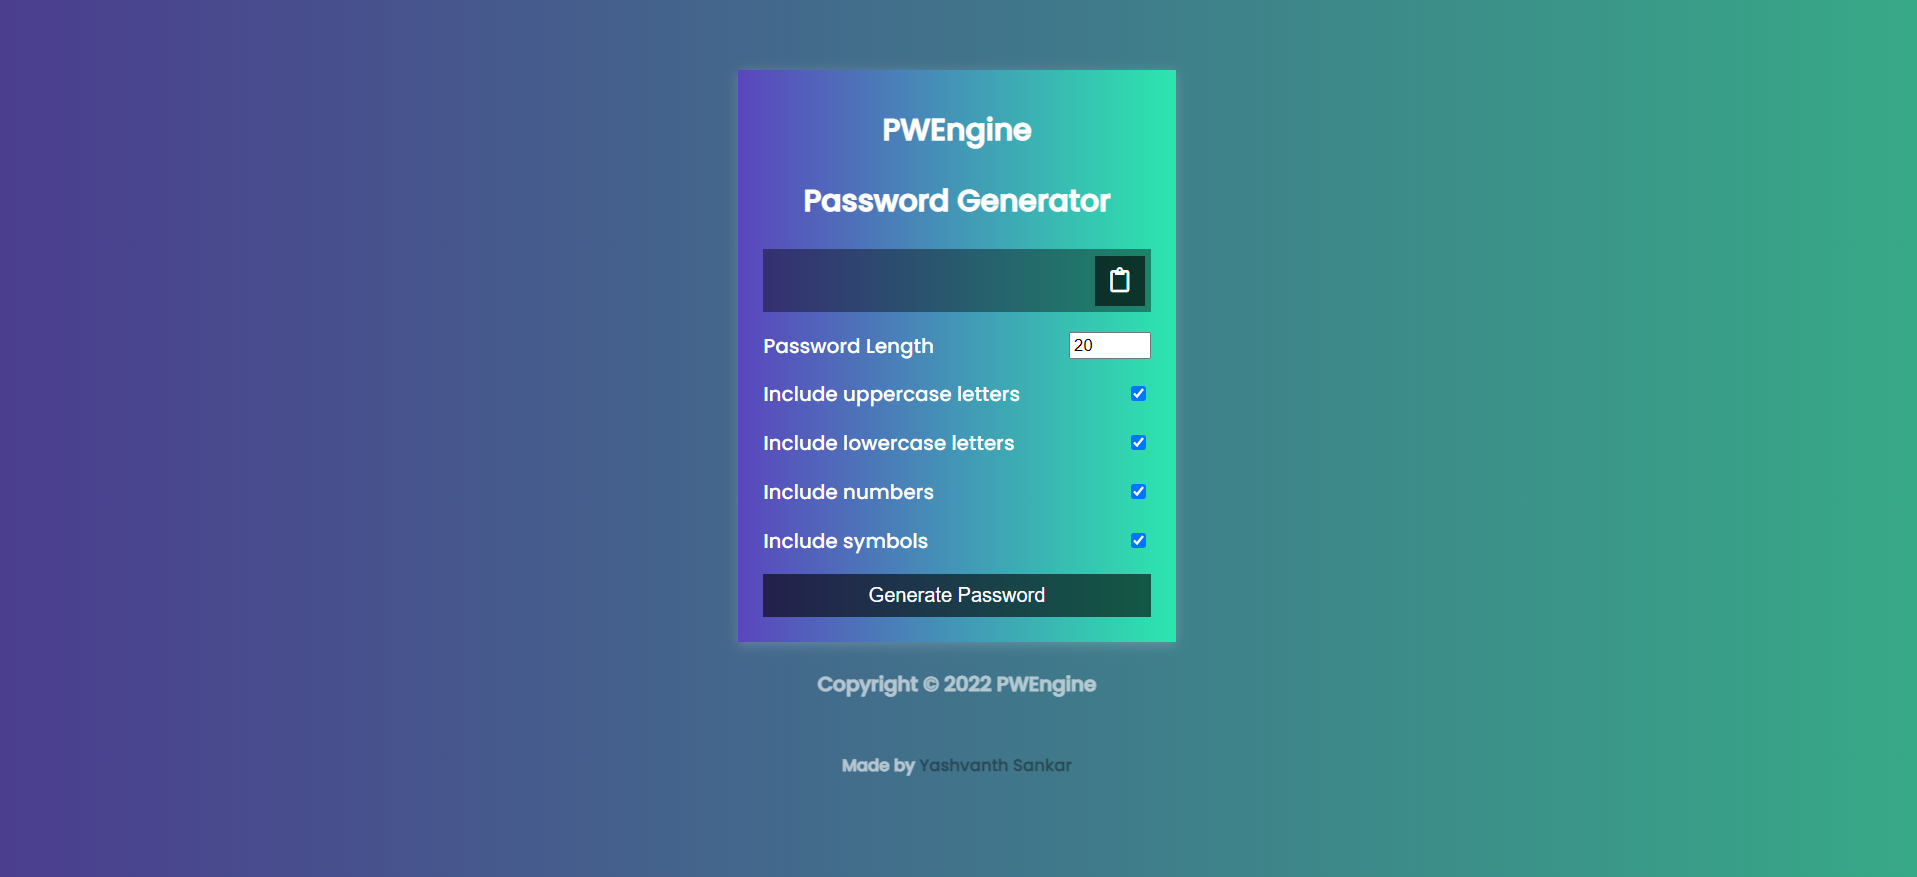 PWEngine
Password Generator
Password Length 20
Include uppercase letters
Include lowercase letters
Include numbers
Include symbols
Generate Password
Copyright © 2022 PWEngine
Made by Yashvanth Sankar